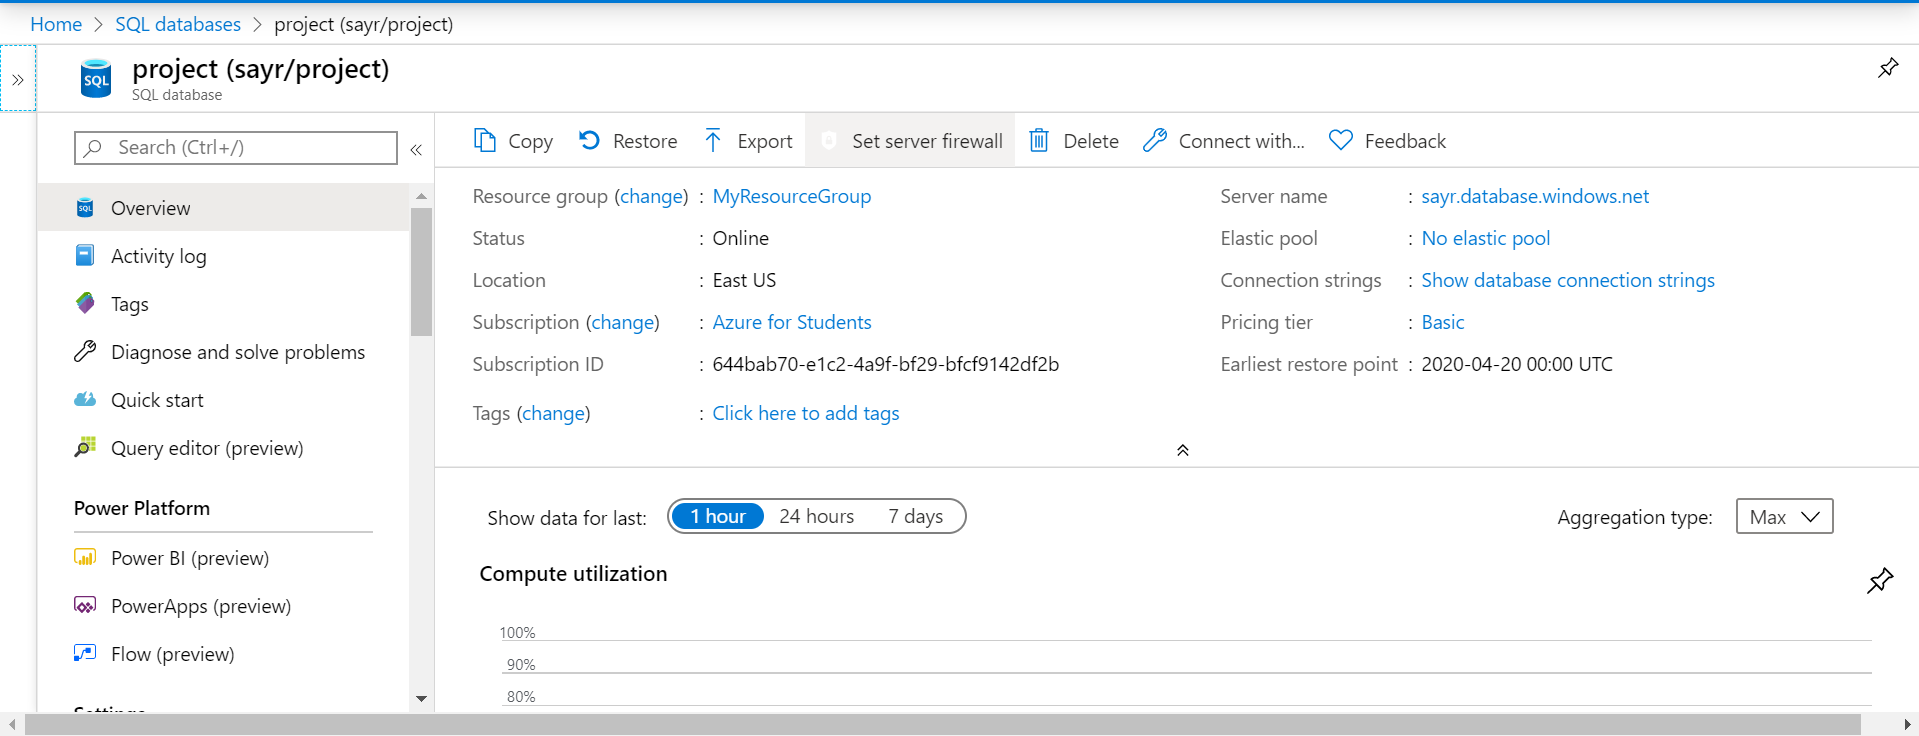 Home > SQL databases > project (sayr/project)
project (sayr/project)
SQL
SQL database
Search (Ctrl+/)
Overview
Activity log
Tags
Diagnose and solve problems
Quick start
Query editor (preview)
Power Platform
Power BI (preview)
PowerApps (preview)
Flow (preview)
Settings
Copy Restore Export Set server firewall Delete Connect with... Feedback
Resource group (change) : MyResourceGroup
Status : Online
Location : East US
Subscription (change) : Azure for Students
Subscription ID : 644bab70-e1c2-4a9f-bf29-bfcf9142df2b
Tags (change) : Click here to add tags
Server name : sayr.database.windows.net
Elastic pool : No elastic pool
Connection strings : Show database connection strings
Pricing tier : Basic
Earliest restore point : 2020-04-20 00:00 UTC
Show data for last: 1 hour 24 hours 7 days
Aggregation type: Max
Compute utilization
100%
90%
80%